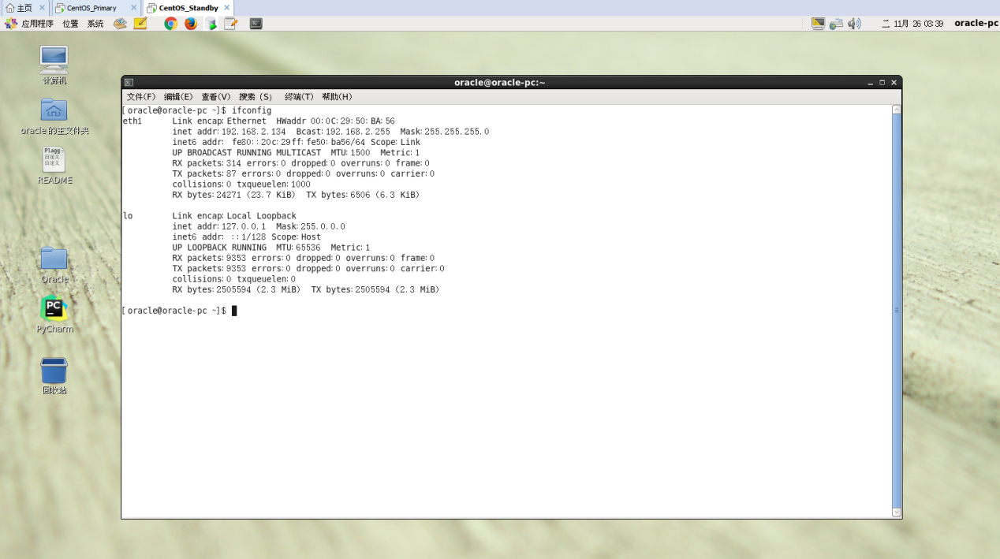 主页 CentOS_Primary CentOS_Standby
应用程序 位置 系统 二 11月 26 03:39 oracle-pc
计算机
oracle的主文件夹
Plagg
自定义
自定义
README
Oracle
PC
PyCharm
回收站
oracle@oracle-pc:~
文件(F) 编辑(E) 查看(V) 搜索 (S) 终端(T) 帮助(H)
[oracle@oracle-pc ~]$ ifconfig
eth1 Link encap:Ethernet HWaddr 00:0C:29:50:BA:56
inet addr:192.168.2.134 Bcast:192.168.2.255 Mask:255.255.255.0
inet6 addr: fe80::20c:29ff:fe50:ba56/64 Scope:Link
UP BROADCAST RUNNING MULTICAST MTU:1500 Metric:1
RX packets:314 errors:0 dropped:0 overruns:0 frame:0
TX packets:87 errors:0 dropped:0 overruns:0 carrier:0
collisions:0 txqueuelen:1000
RX bytes:24271 (23.7 KiB) TX bytes:6506 (6.3 KiB)
lo Link encap:Local Loopback
inet addr:127.0.0.1 Mask:255.0.0.0
inet6 addr: ::1/128 Scope:Host
UP LOOPBACK RUNNING MTU:65536 Metric:1
RX packets:9353 errors:0 dropped:0 overruns:0 frame:0
TX packets:9353 errors:0 dropped:0 overruns:0 carrier:0
collisions:0 txqueuelen:0
RX bytes:2505594 (2.3 MiB) TX bytes:2505594 (2.3 MiB)
[oracle@oracle-pc ~]$